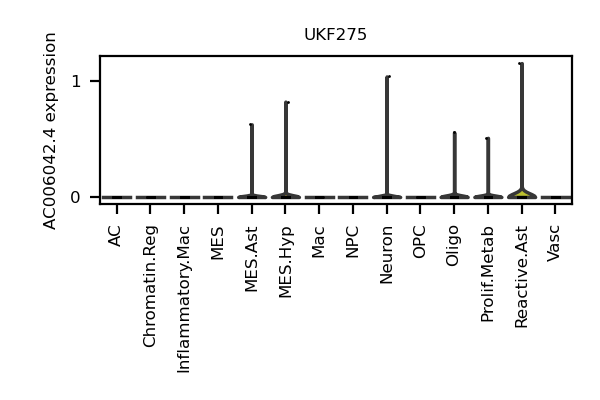 UKF275
AC006042.4 expression
1
0
AC
Chromatin.Reg
Inflammatory.Mac
MES
MES.Ast
MES.Hyp
Mac
NPC
Neuron
OPC
Oligo
Prolif.Metab
Reactive.Ast
Vasc